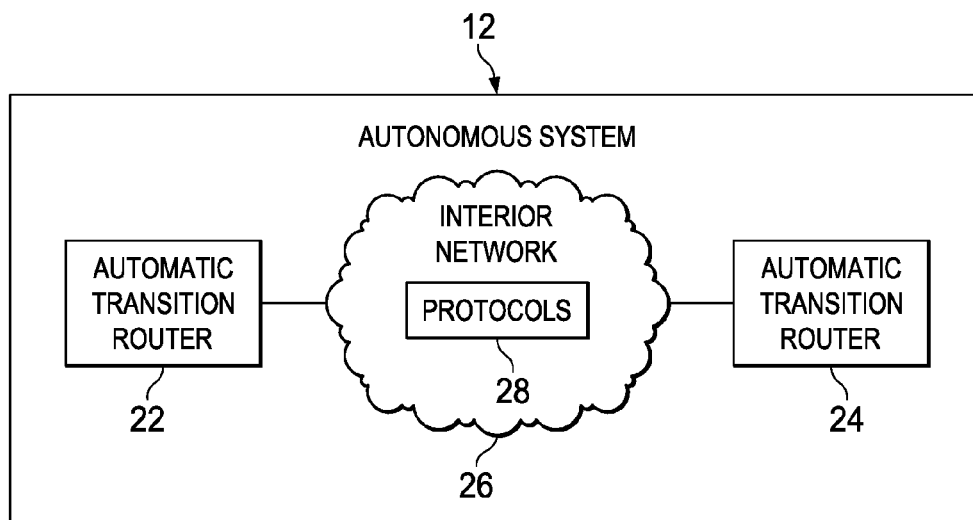 12
AUTONOMOUS SYSTEM
INTERIOR
NETWORK
PROTOCOLS
28
26
AUTOMATIC
TRANSITION
ROUTER
22
AUTOMATIC
TRANSITION
ROUTER
24